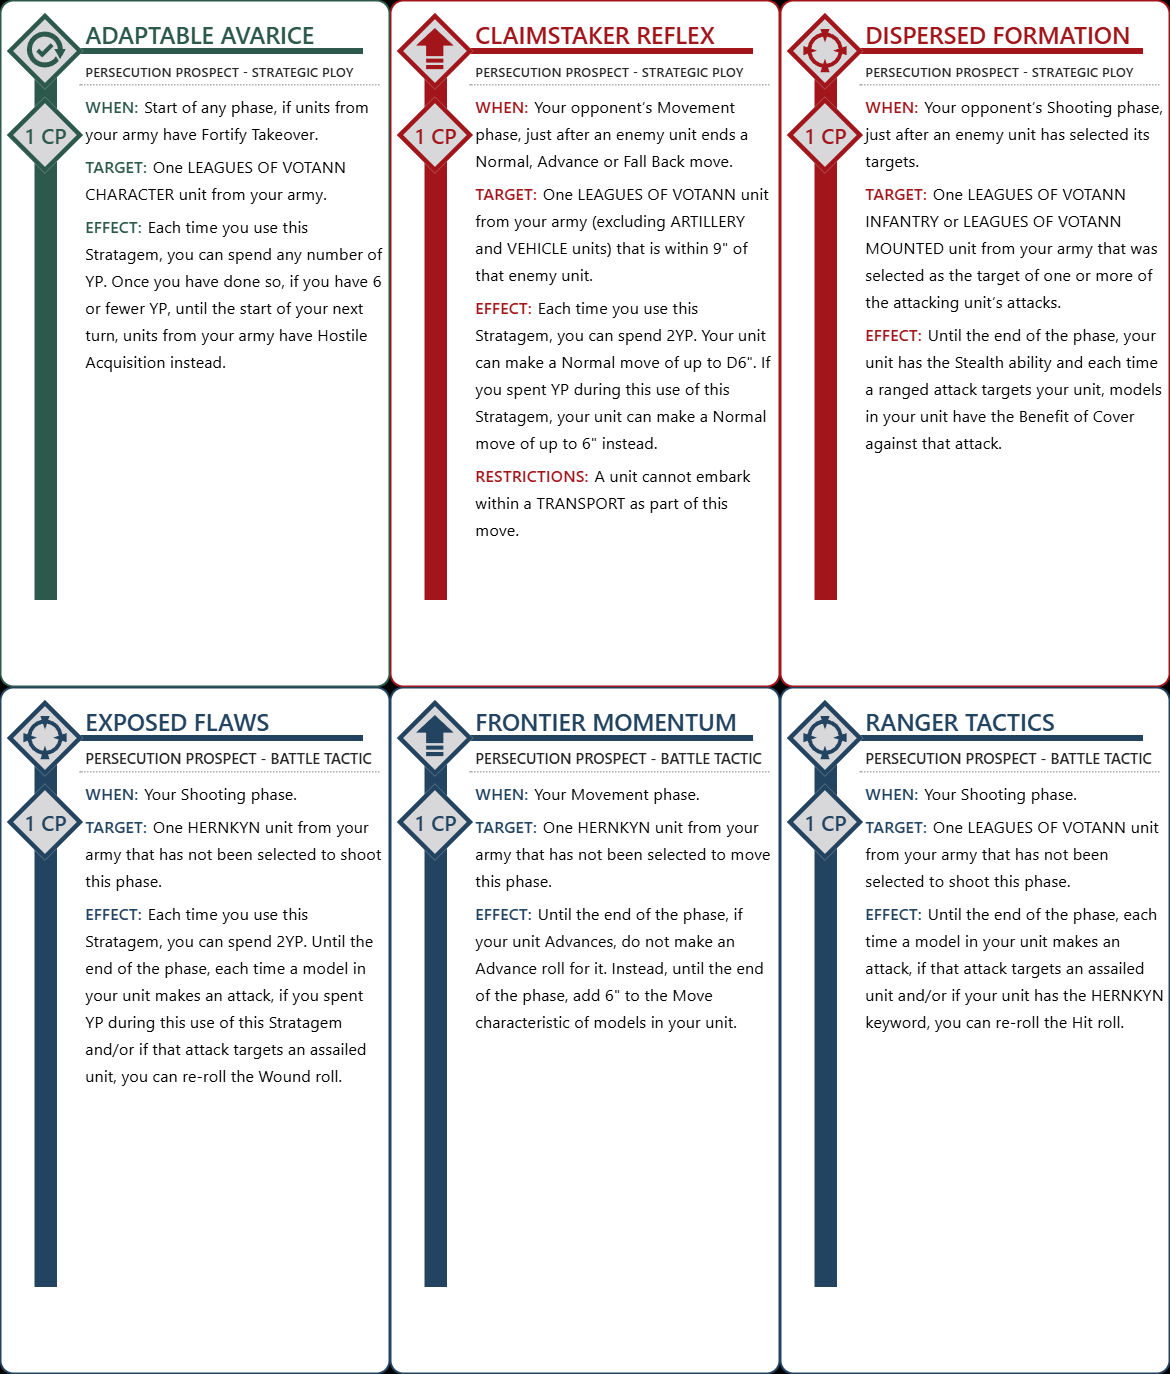 ADAPTABLE AVARICE
PERSECUTION PROSPECT - STRATEGIC PLOY
1 CP
WHEN: Start of any phase, if units from
your army have Fortify Takeover.
TARGET: One LEAGUES OF VOTANN
CHARACTER unit from your army.
EFFECT: Each time you use this
Stratagem, you can spend any number of
YP. Once you have done so, if you have 6
or fewer YP, until the start of your next
turn, units from your army have Hostile
Acquisition instead.
CLAIMSTAKER REFLEX
PERSECUTION PROSPECT - STRATEGIC PLOY
1 CP
WHEN: Your opponent’s Movement
phase, just after an enemy unit ends a
Normal, Advance or Fall Back move.
TARGET: One LEAGUES OF VOTANN unit
from your army (excluding ARTILLERY
and VEHICLE units) that is within 9" of
that enemy unit.
EFFECT: Each time you use this
Stratagem, you can spend 2YP. Your unit
can make a Normal move of up to D6". If
you spent YP during this use of this
Stratagem, your unit can make a Normal
move of up to 6" instead.
RESTRICTIONS: A unit cannot embark
within a TRANSPORT as part of this
move.
DISPERSED FORMATION
PERSECUTION PROSPECT - STRATEGIC PLOY
1 CP
WHEN: Your opponent’s Shooting phase,
just after an enemy unit has selected its
targets.
TARGET: One LEAGUES OF VOTANN
INFANTRY or LEAGUES OF VOTANN
MOUNTED unit from your army that was
selected as the target of one or more of
the attacking unit’s attacks.
EFFECT: Until the end of the phase, your
unit has the Stealth ability and each time
a ranged attack targets your unit, models
in your unit have the Benefit of Cover
against that attack.
EXPOSED FLAWS
PERSECUTION PROSPECT - BATTLE TACTIC
1 CP
WHEN: Your Shooting phase.
TARGET: One HERNKYN unit from your
army that has not been selected to shoot
this phase.
EFFECT: Each time you use this
Stratagem, you can spend 2YP. Until the
end of the phase, each time a model in
your unit makes an attack, if you spent
YP during this use of this Stratagem
and/or if that attack targets an assailed
unit, you can re-roll the Wound roll.
FRONTIER MOMENTUM
PERSECUTION PROSPECT - BATTLE TACTIC
1 CP
WHEN: Your Movement phase.
TARGET: One HERNKYN unit from your
army that has not been selected to move
this phase.
EFFECT: Until the end of the phase, if
your unit Advances, do not make an
Advance roll for it. Instead, until the end
of the phase, add 6" to the Move
characteristic of models in your unit.
RANGER TACTICS
PERSECUTION PROSPECT - BATTLE TACTIC
1 CP
WHEN: Your Shooting phase.
TARGET: One LEAGUES OF VOTANN unit
from your army that has not been
selected to shoot this phase.
EFFECT: Until the end of the phase, each
time a model in your unit makes an
attack, if that attack targets an assailed
unit and/or if your unit has the HERNKYN
keyword, you can re-roll the Hit roll.